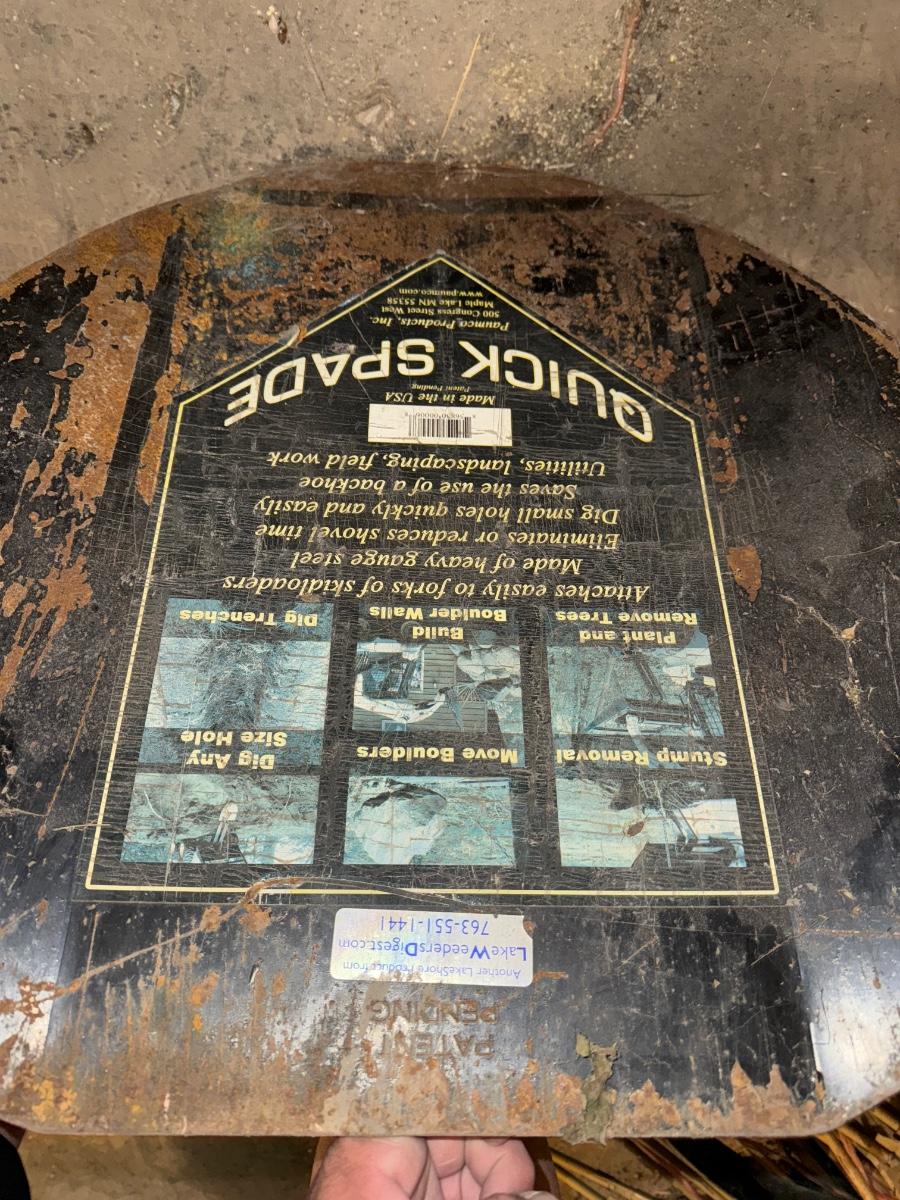 PATENT
PENDING
Another LakeShore Product from
LakeWeedersDigest.com
763-551-1441
Stump Removal
Move Boulders
Dig Any
Size Hole
Plant and
Remove Trees
Build
Boulder Walls
Dig Trenches
Attaches easily to forks of skidloaders
Made of heavy gauge steel
Eliminates or reduces shovel time
Dig small holes quickly and easily
Saves the use of a backhoe
Utilities, landscaping, field work
Made in the USA
Patent Pending
QUICK SPADE
Paumco Products, Inc.
500 Congress Street West
Maple Lake MN 55358
www.paumco.com